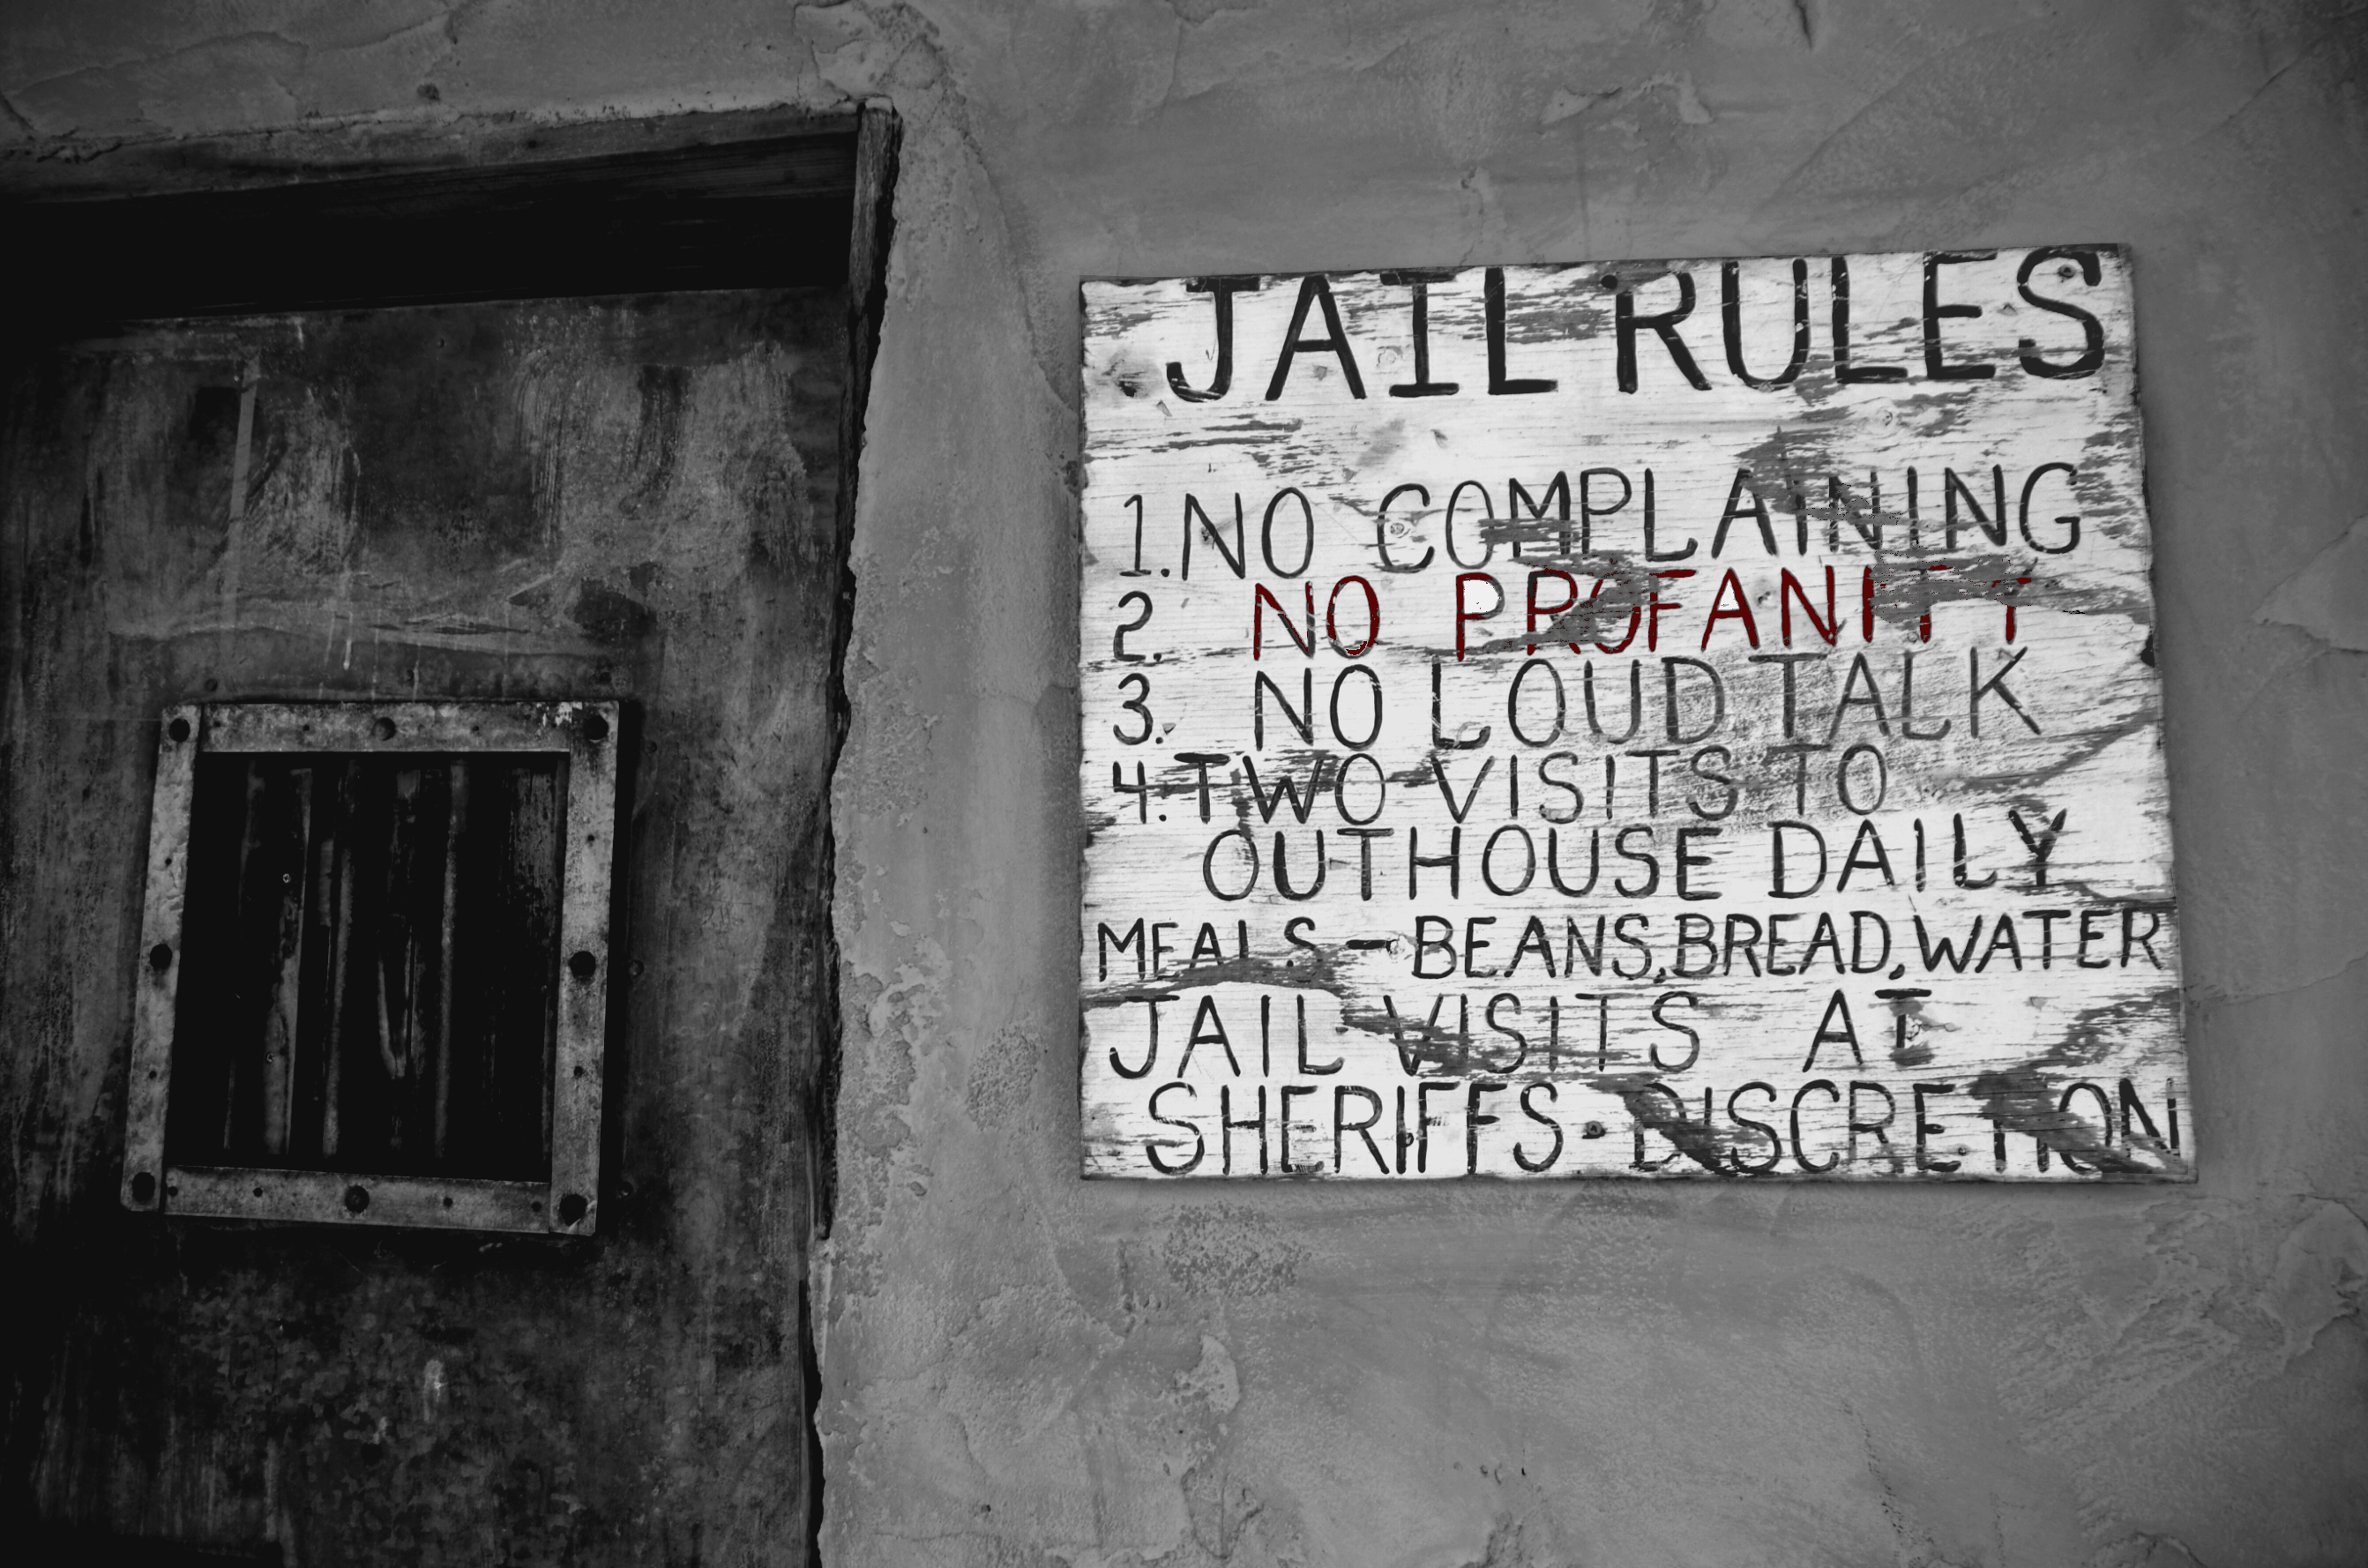 JAIL RULES
1. NO COMPLAINING
2. NO PROFANITY
3. NO LOUD TALK
4. TWO VISITS TO
OUTHOUSE DAILY
MEALS - BEANS, BREAD, WATER
JAIL VISITS AT
SHERIFFS - DISCRETION